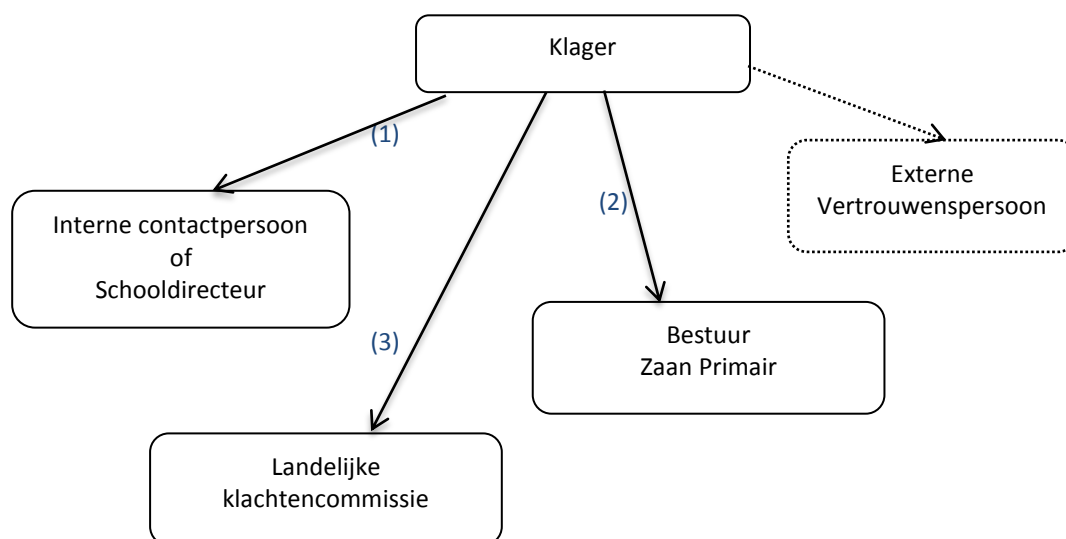 Klager
(1)
Externe
Vertrouwenspersoon
Interne contactpersoon
of
Schooldirecteur
(2)
(3)
Bestuur
Zaan Primair
Landelijke
klachtencommissie